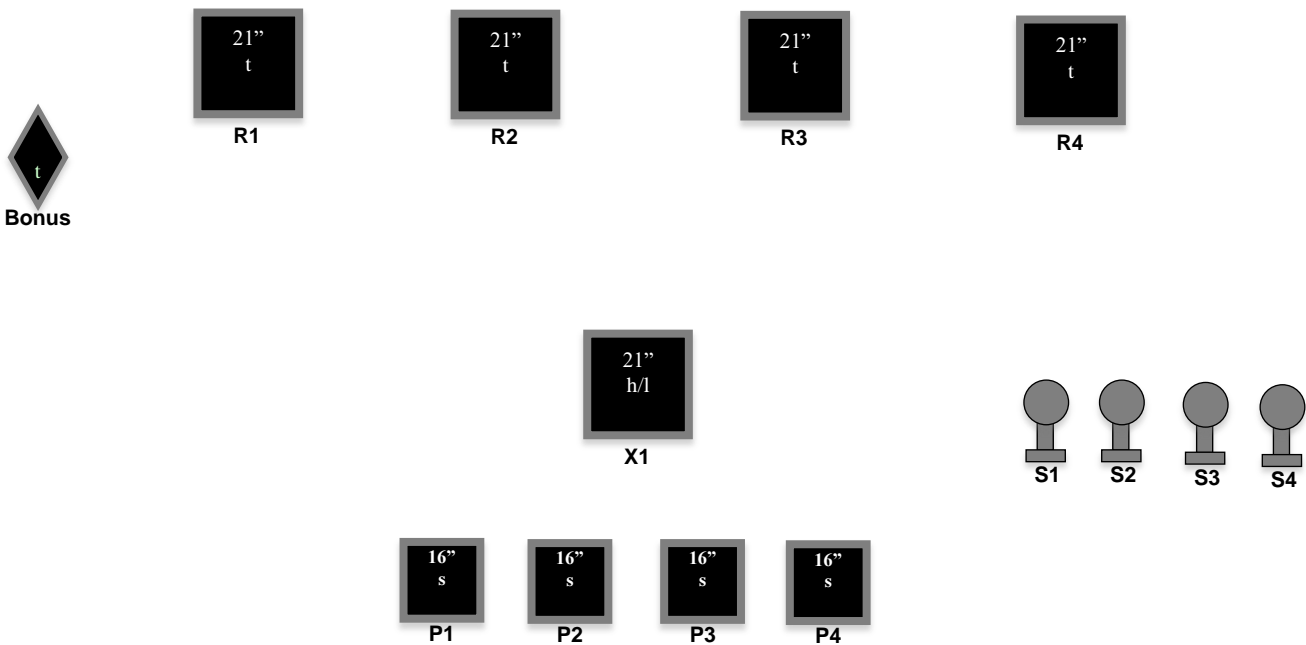 21”
t
R1
21”
t
R2
21”
t
R3
21”
t
R4
t
Bonus
21”
h/l
X1
S1
S2
S3
S4
16”
s
P1
16”
s
P2
16”
s
P3
16”
s
P4